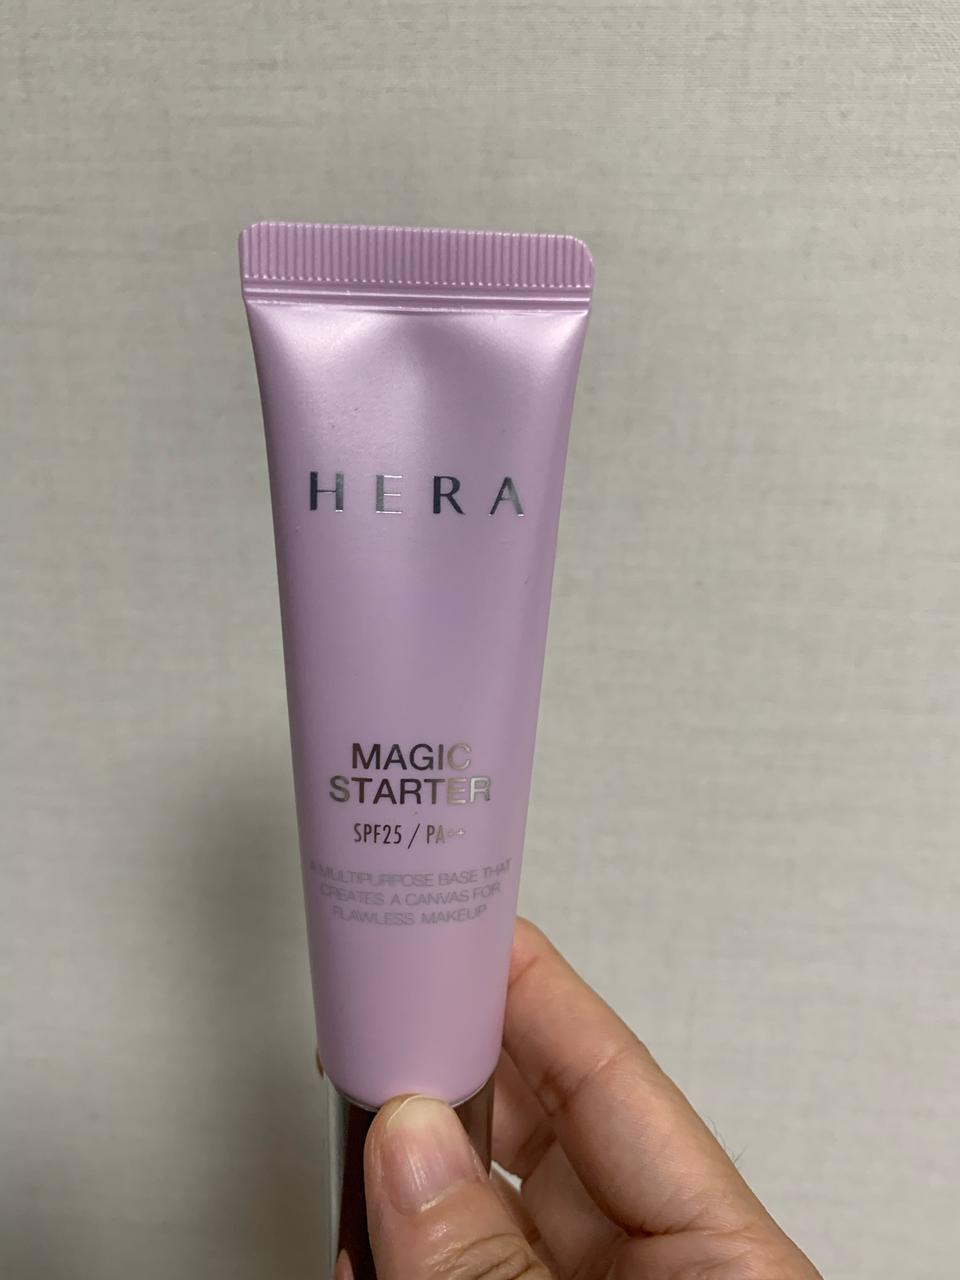 HERA
MAGIC
STARTER
SPF25 / PA++
A MULTIPURPOSE BASE THAT
CREATES A CANVAS FOR
FLAWLESS MAKEUP